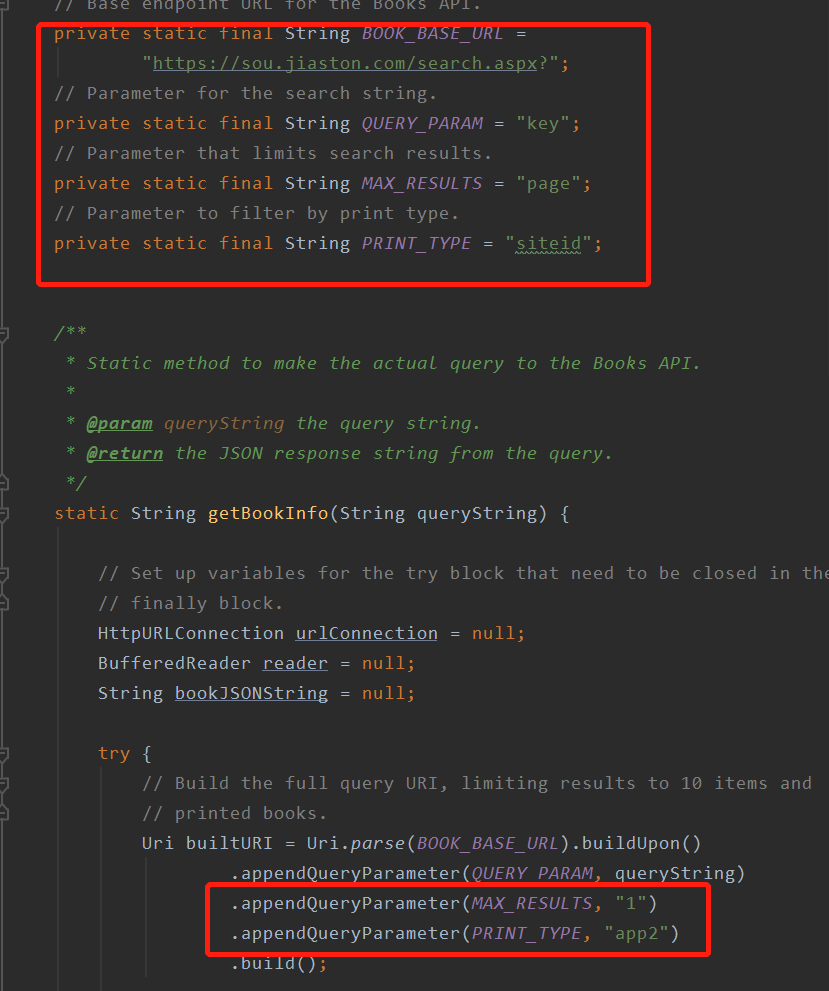 // Base endpoint URL for the Books API.
private static final String BOOK_BASE_URL =
"https://sou.jiaston.com/search.aspx?";
// Parameter for the search string.
private static final String QUERY_PARAM = "key";
// Parameter that limits search results.
private static final String MAX_RESULTS = "page";
// Parameter to filter by print type.
private static final String PRINT_TYPE = "siteid";
/**
* Static method to make the actual query to the Books API.
*
* @param queryString the query string.
* @return the JSON response string from the query.
*/
static String getBookInfo(String queryString) {
// Set up variables for the try block that need to be closed in the
// finally block.
HttpURLConnection urlConnection = null;
BufferedReader reader = null;
String bookJSONString = null;
try {
// Build the full query URI, limiting results to 10 items and
// printed books.
Uri builtURI = Uri.parse(BOOK_BASE_URL).buildUpon()
.appendQueryParameter(QUERY_PARAM, queryString)
.appendQueryParameter(MAX_RESULTS, "1")
.appendQueryParameter(PRINT_TYPE, "app2")
.build();